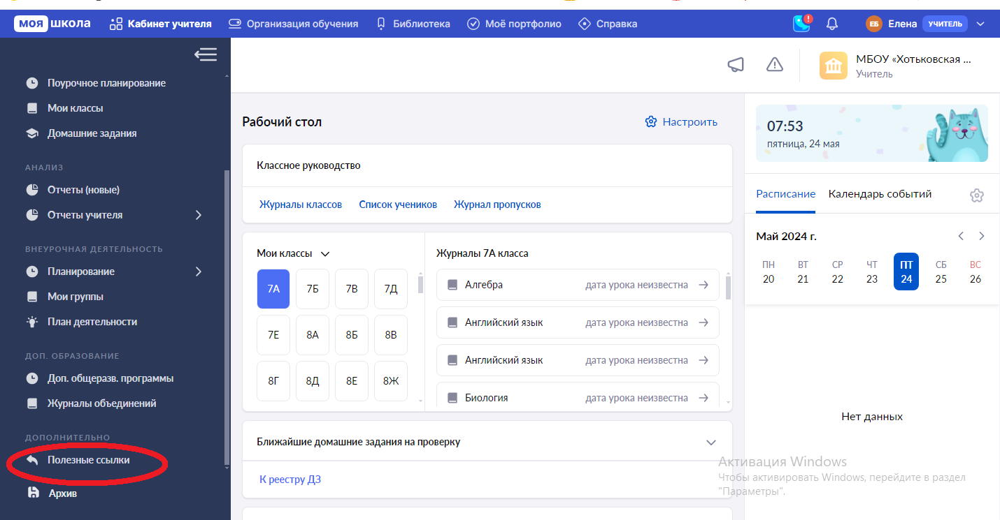 моя школа Кабинет учителя Организация обучения Библиотека Моё портфолио Справка ! ЕБ Елена УЧИТЕЛЬ
МБОУ «Хотьковская ...
Учитель
Поурочное планирование
Мои классы
Домашние задания
АНАЛИЗ
Отчеты (новые)
Отчеты учителя
ВНЕУРОЧНАЯ ДЕЯТЕЛЬНОСТЬ
Планирование
Мои группы
План деятельности
ДОП. ОБРАЗОВАНИЕ
Доп. общеразв. программы
Журналы объединений
ДОПОЛНИТЕЛЬНО
Полезные ссылки
Архив
Рабочий стол Настроить
Классное руководство
Журналы классов Список учеников Журнал пропусков
Мои классы
7А 7Б 7В 7Д
7Е 8А 8Б 8В
8Г 8Д 8Е 8Ж
Журналы 7А класса
Алгебра дата урока неизвестна
Английский язык дата урока неизвестна
Английский язык дата урока неизвестна
Биология дата урока неизвестна
Ближайшие домашние задания на проверку
К реестру ДЗ
07:53
пятница, 24 мая
Расписание Календарь событий
Май 2024 г.
ПН ВТ СР ЧТ ПТ СБ ВС
20 21 22 23 24 25 26
Нет данных
Активация Windows
Чтобы активировать Windows, перейдите в раздел
"Параметры".